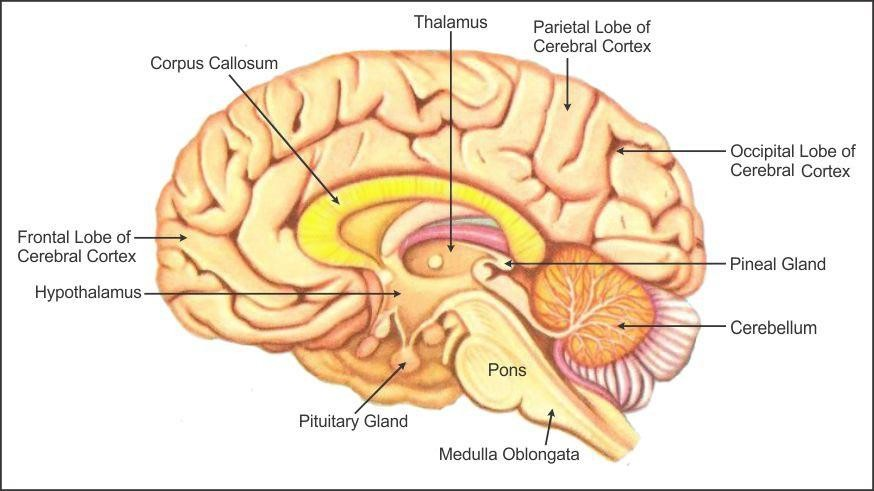 Thalamus
Parietal Lobe of
Cerebral Cortex
Corpus Callosum
Occipital Lobe of
Cerebral Cortex
Frontal Lobe of
Cerebral Cortex
Pineal Gland
Hypothalamus
Cerebellum
Pons
Pituitary Gland
Medulla Oblongata